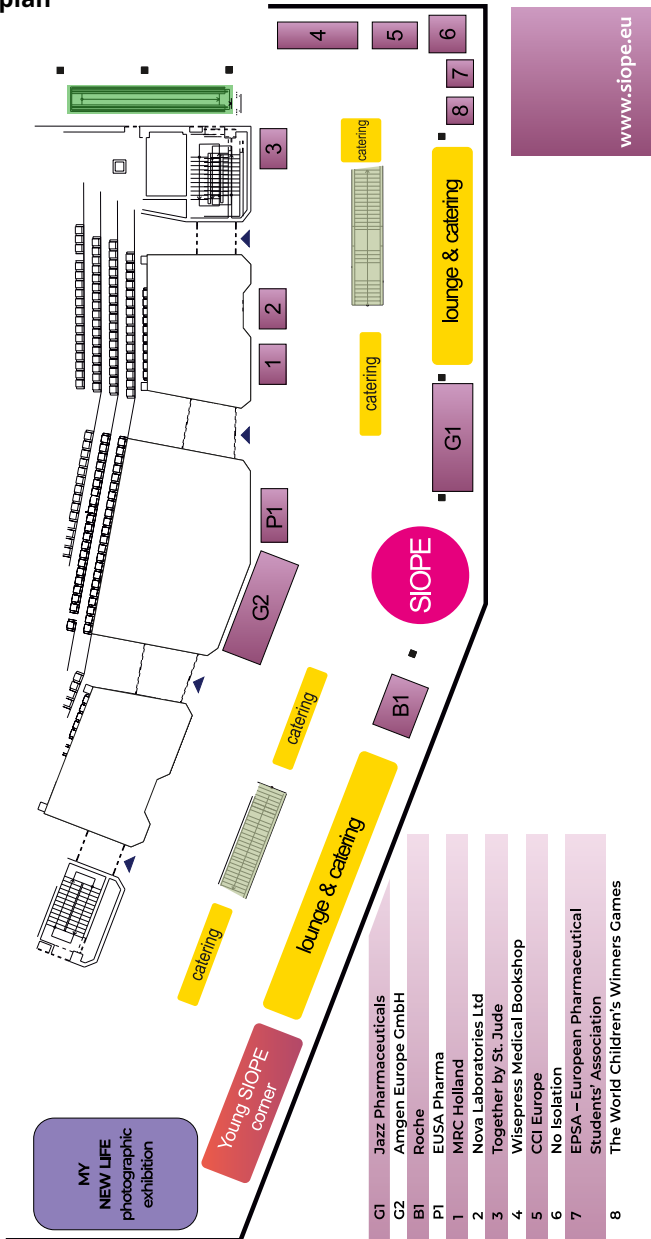 plan
www.siope.eu
4
5
6
7
8
3
catering
lounge & catering
2
1
catering
G1
P1
G2
SIOPE
B1
catering
lounge & catering
catering
Young SIOPE
corner
MY
NEW LIFE
photographic
exhibition
G1 Jazz Pharmaceuticals
G2 Amgen Europe GmbH
B1 Roche
P1 EUSA Pharma
1 MRC Holland
2 Nova Laboratories Ltd
3 Together by St. Jude
4 Wisepress Medical Bookshop
5 CCI Europe
6 No Isolation
7 EPSA – European Pharmaceutical
Students’ Association
8 The World Children’s Winners Games